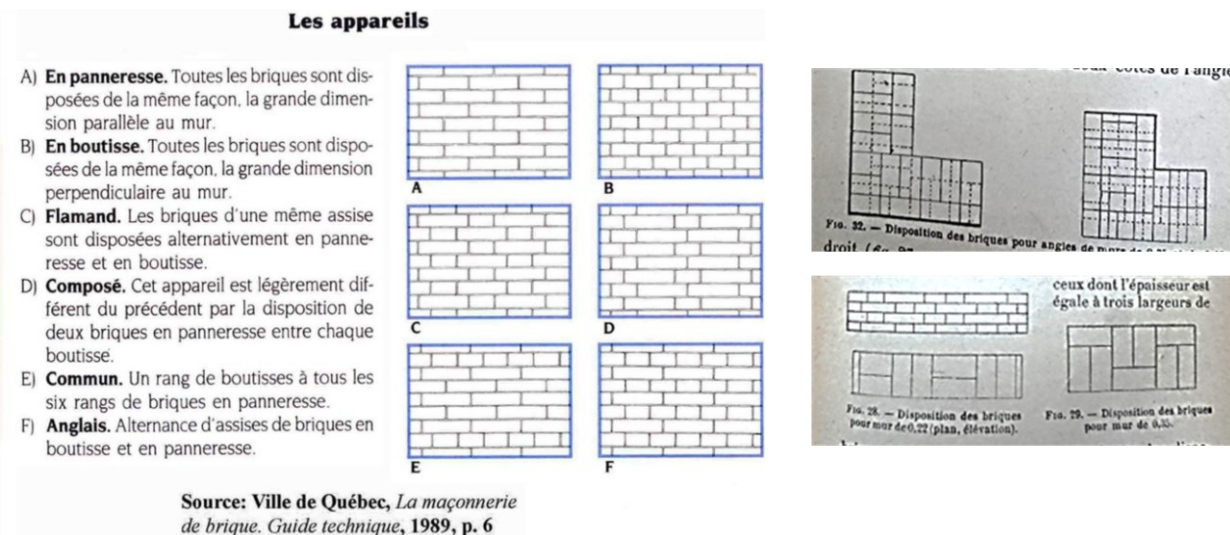 Les appareils
A) En panneresse. Toutes les briques sont dis-
posées de la même façon, la grande dimen-
sion parallèle au mur.
B) En boutisse. Toutes les briques sont dispo-
sées de la même façon, la grande dimension
perpendiculaire au mur.
C) Flamand. Les briques d'une même assise
sont disposées alternativement en panne-
resse et en boutisse.
D) Composé. Cet appareil est légèrement dif-
férent du précédent par la disposition de
deux briques en panneresse entre chaque
boutisse.
E) Commun. Un rang de boutisses à tous les
six rangs de briques en panneresse.
F) Anglais. Alternance d'assises de briques en
boutisse et en panneresse.
A
B
C
D
E
F
Source: Ville de Québec, La maçonnerie
de brique. Guide technique, 1989, p. 6
côtés de l'angle
Fig. 32. — Disposition des briques pour angles de murs de
droit
ceux dont l'épaisseur est
égale à trois largeurs de
Fig. 28. — Disposition des briques
pour mur de 0,22 (plan, élévation).
Fig. 29. — Disposition des briques
pour mur de 0,35.